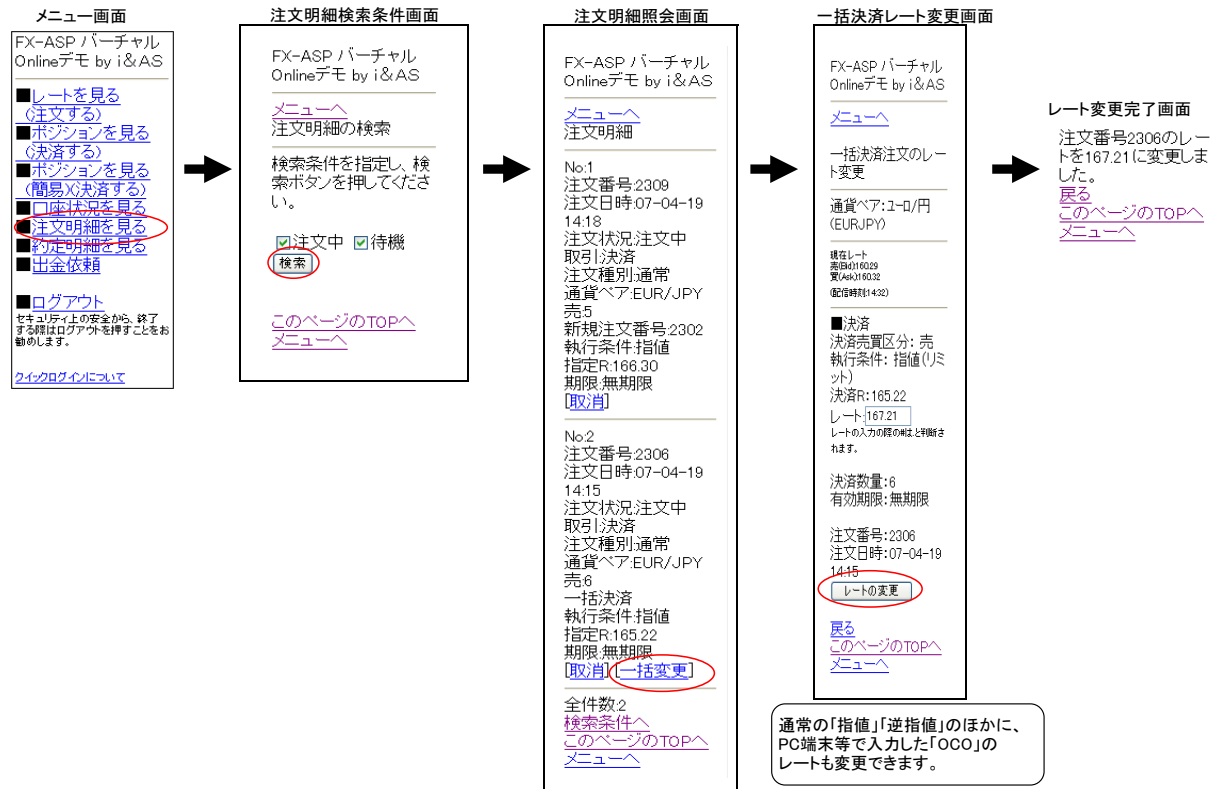 メニュー画面
FX-ASP バーチャル
Onlineデモ by i&AS
■レートを見る
(注文する)
■ポジションを見る
(決済する)
■ポジションを見る
(簡易)(決済する)
■口座状況を見る
■注文明細を見る
■約定明細を見る
■出金依頼
■ログアウト
セキュリティ上の安全から、終了
する際はログアウトを押すことをお
勧めします。
クイックログインについて
注文明細検索条件画面
FX-ASP バーチャル
Onlineデモ by i&AS
メニューへ
注文明細の検索
検索条件を指定し、検
索ボタンを押してくださ
い。
注文中 待機
検索
このページのTOPへ
メニューへ
注文明細照会画面
FX-ASP バーチャル
Onlineデモ by i&AS
メニューへ
注文明細
No:1
注文番号:2309
注文日時:07-04-19
14:18
注文状況:注文中
取引:決済
注文種別:通常
通貨ペア:EUR/JPY
売:5
新規注文番号:2302
執行条件:指値
指定R:166.30
期限:無期限
[取消]
No:2
注文番号:2306
注文日時:07-04-19
14:15
注文状況:注文中
取引:決済
注文種別:通常
通貨ペア:EUR/JPY
売:6
一括決済
執行条件:指値
指定R:165.22
期限:無期限
[取消] [一括変更]
全件数:2
検索条件へ
このページのTOPへ
メニューへ
一括決済レート変更画面
FX-ASP バーチャル
Onlineデモ by i&AS
メニューへ
一括決済注文のレー
ト変更
通貨ペア:ユーロ/円
(EURJPY)
現在レート
売(Bid):160.29
買(Ask):160.32
(配信時刻:14:32)
■決済
決済売買区分: 売
執行条件: 指値(リミ
ット)
決済R: 165.22
レート:167.21
レートの入力の際の#は.と判断さ
れます。
決済数量:6
有効期限:無期限
注文番号:2306
注文日時:07-04-19
14:15
レートの変更
戻る
このページのTOPへ
メニューへ
通常の「指値」「逆指値」のほかに、
PC端末等で入力した「OCO」の
レートも変更できます。
レート変更完了画面
注文番号2306のレー
トを167.21に変更しま
した。
戻る
このページのTOPへ
メニューへ